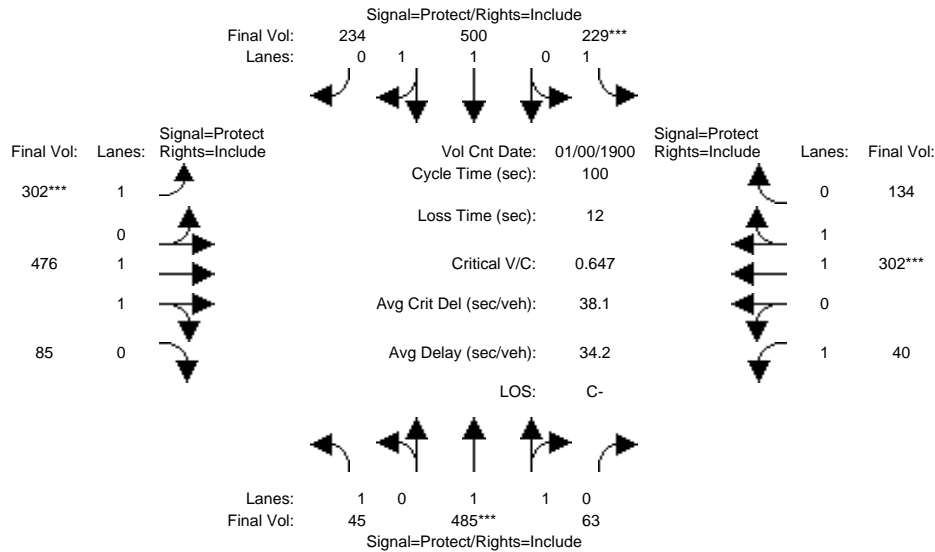 Signal=Protect/Rights=Include
Final Vol: 234 500 229***
Lanes: 0 1 1 0 1
Signal=Protect Signal=Protect
Final Vol: Lanes: Rights=Include Vol Cnt Date: 01/00/1900 Rights=Include Lanes: Final Vol:
Cycle Time (sec): 100
302*** 1 0 134
Loss Time (sec): 12
0 1
476 1 Critical V/C: 0.647 1 302***
1 Avg Crit Del (sec/veh): 38.1 0
85 0 Avg Delay (sec/veh): 34.2 1 40
LOS: C-
Lanes: 1 0 1 1 0
Final Vol: 45 485*** 63
Signal=Protect/Rights=Include